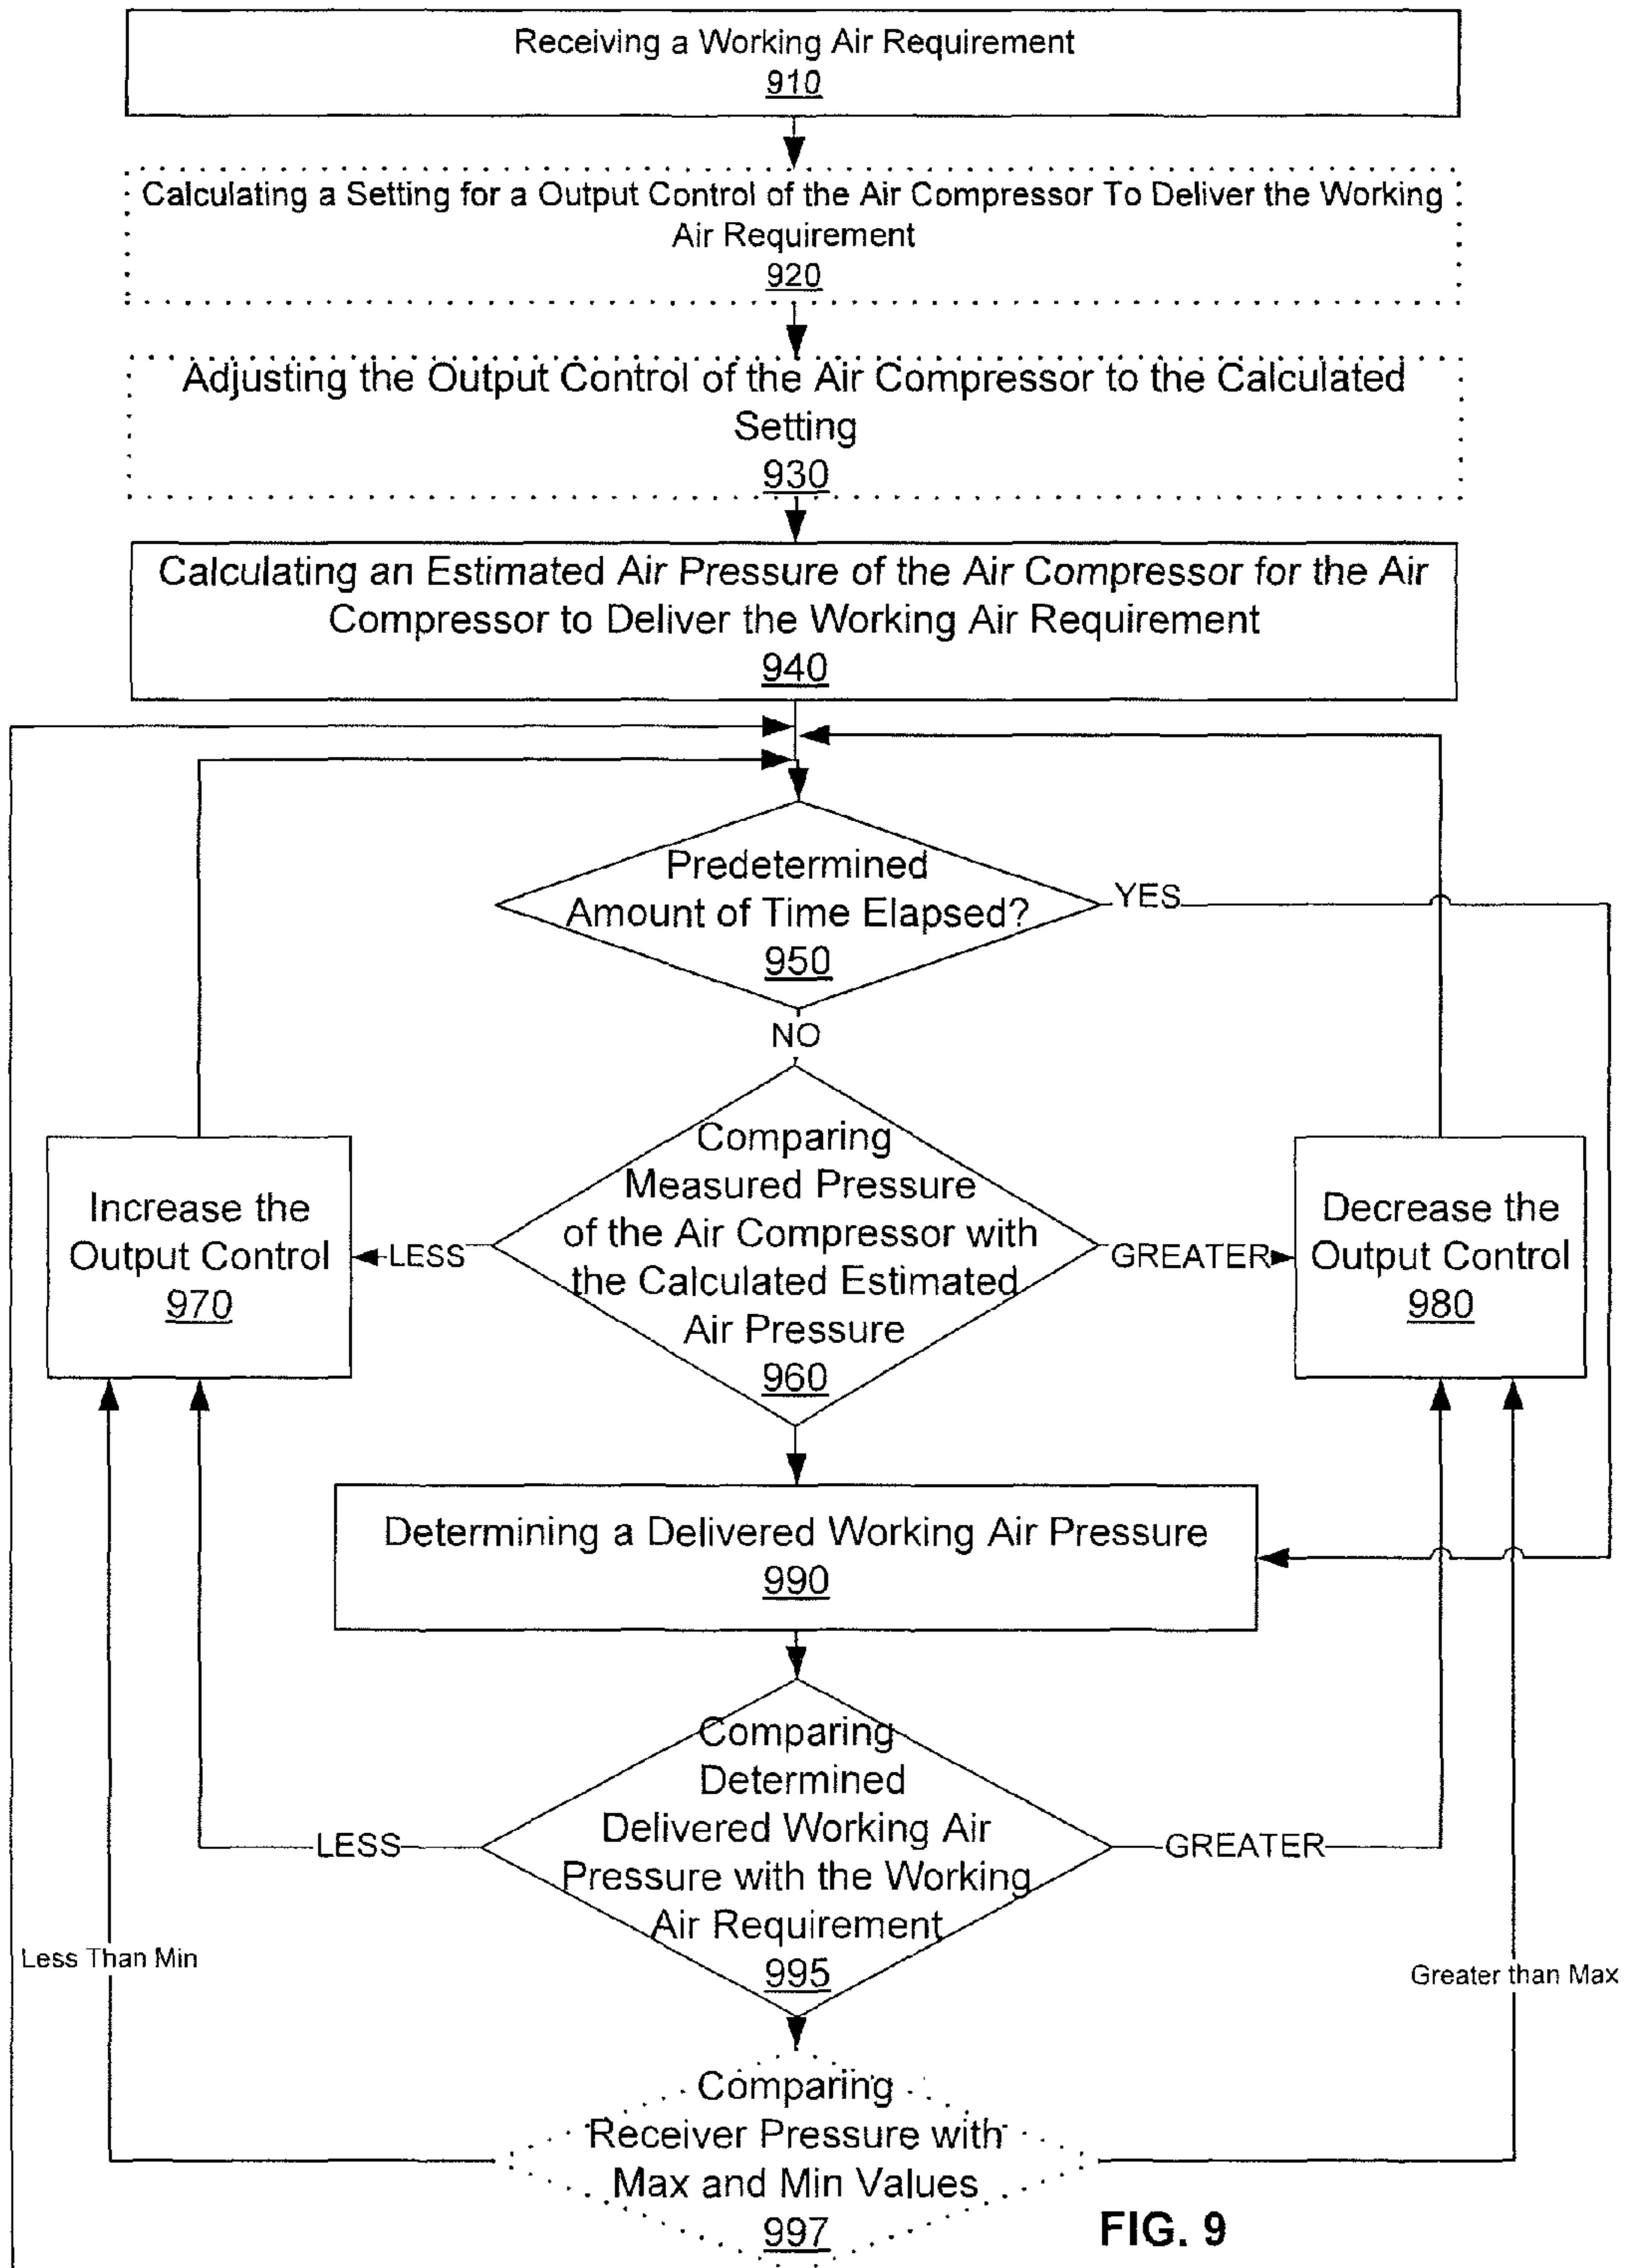 Receiving a Working Air Requirement
910
Calculating a Setting for a Output Control of the Air Compressor To Deliver the Working
Air Requirement
920
Adjusting the Output Control of the Air Compressor to the Calculated
Setting
930
Calculating an Estimated Air Pressure of the Air Compressor for the Air
Compressor to Deliver the Working Air Requirement
940
Predetermined
Amount of Time Elapsed?
950
YES
NO
Comparing
Measured Pressure
of the Air Compressor with
the Calculated Estimated
Air Pressure
960
LESS
GREATER
Increase the
Output Control
970
Decrease the
Output Control
980
Determining a Delivered Working Air Pressure
990
Comparing
Determined
Delivered Working Air
Pressure with the Working
Air Requirement
995
LESS
GREATER
Less Than Min
Greater than Max
Comparing
Receiver Pressure with
Max and Min Values
997
FIG. 9